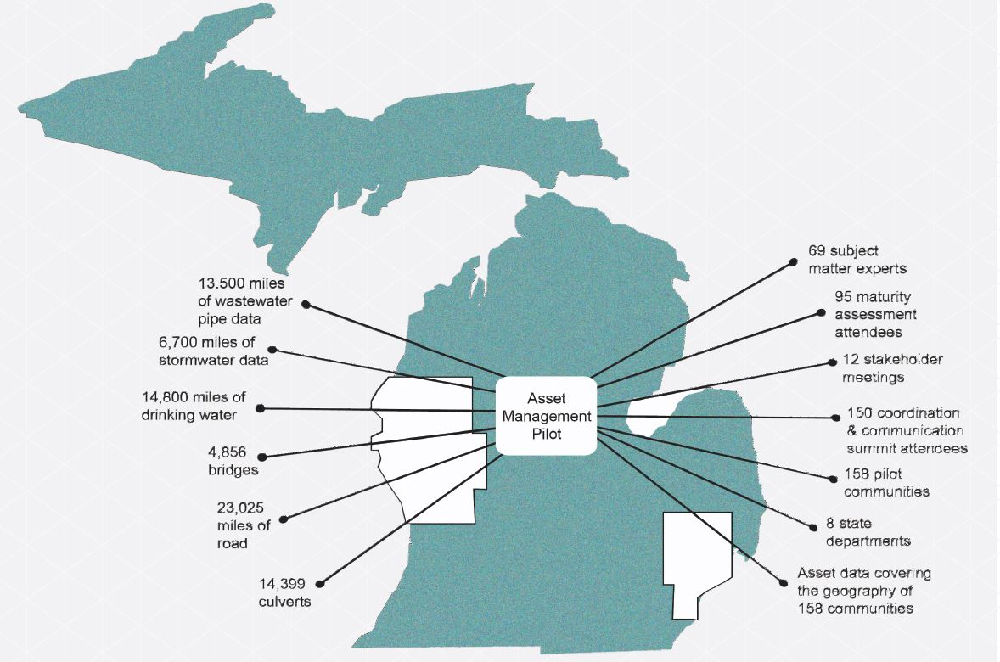 69 subject
matter experts
13.500 miles
of wastewater
pipe data
95 maturity
assessment
attendees
6,700 miles of
stormwater data
12 stakeholder
meetings
14,800 miles of
drinking water
Asset
Management
Pilot
150 coordination
& communication
summit attendees
4,856
bridges
158 pilot
communities
23,025
miles of
road
8 state
departments
14,399
culverts
Asset data covering
the geography of
158 communities